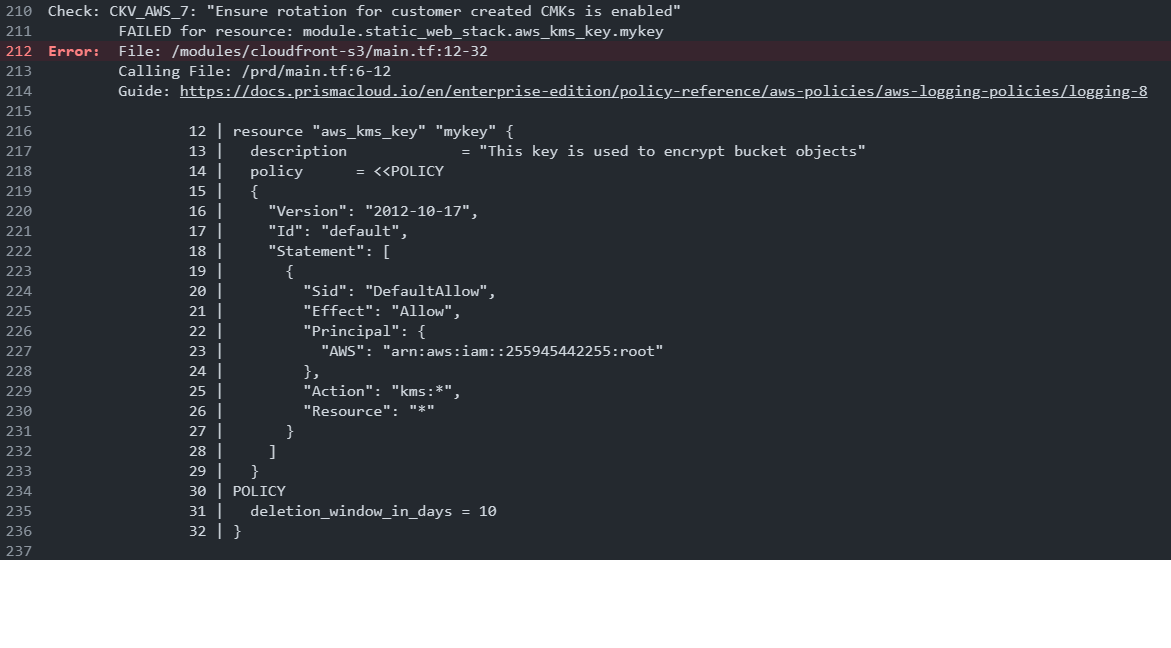 210 Check: CKV_AWS_7: "Ensure rotation for customer created CMKs is enabled"
211         FAILED for resource: module.static_web_stack.aws_kms_key.mykey
212 Error:  File: /modules/cloudfront-s3/main.tf:12-32
213         Calling File: /prd/main.tf:6-12
214         Guide: https://docs.prismacloud.io/en/enterprise-edition/policy-reference/aws-policies/aws-logging-policies/logging-8
215
216                 12 | resource "aws_kms_key" "mykey" {
217                 13 |   description             = "This key is used to encrypt bucket objects"
218                 14 |   policy      = <<POLICY
219                 15 |   {
220                 16 |     "Version": "2012-10-17",
221                 17 |     "Id": "default",
222                 18 |     "Statement": [
223                 19 |       {
224                 20 |         "Sid": "DefaultAllow",
225                 21 |         "Effect": "Allow",
226                 22 |         "Principal": {
227                 23 |           "AWS": "arn:aws:iam::255945442255:root"
228                 24 |         },
229                 25 |         "Action": "kms:*",
230                 26 |         "Resource": "*"
231                 27 |       }
232                 28 |     ]
233                 29 |   }
234                 30 | POLICY
235                 31 |   deletion_window_in_days = 10
236                 32 | }
237